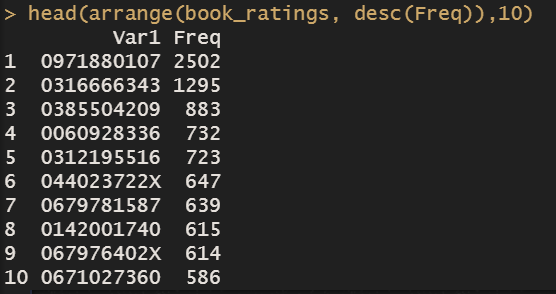 > head(arrange(book_ratings, desc(Freq)),10)
Var1 Freq
1 0971880107 2502
2 0316666343 1295
3 0385504209 883
4 0060928336 732
5 0312195516 723
6 044023722X 647
7 0679781587 639
8 0142001740 615
9 067976402X 614
10 0671027360 586